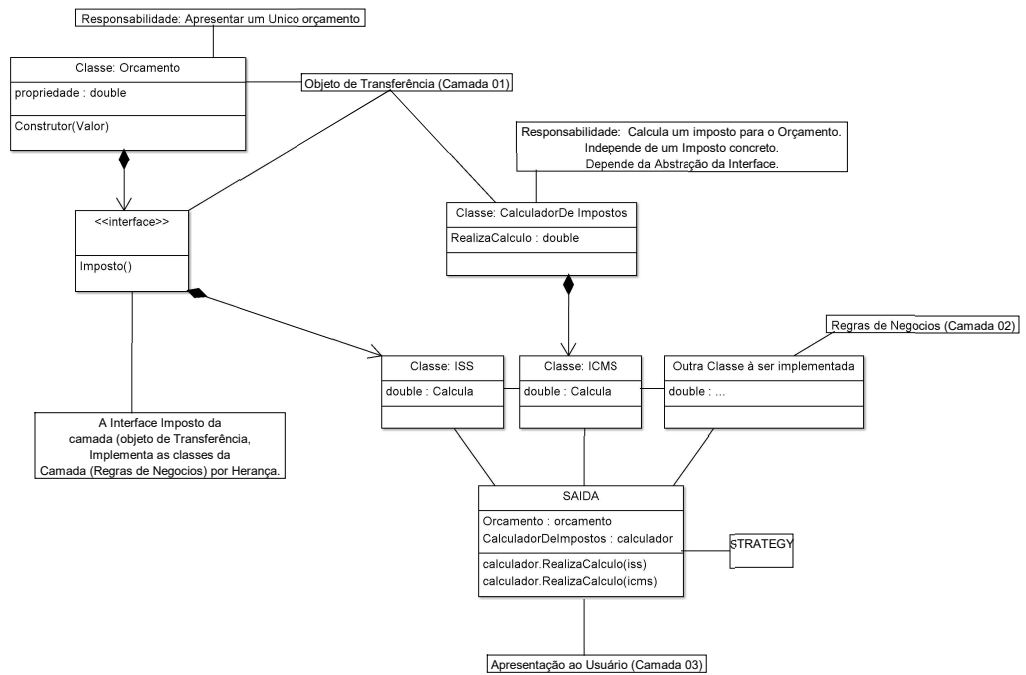 Responsabilidade: Apresentar um Unico orçamento
Classe: Orcamento
propriedade : double
Construtor(Valor)
Objeto de Transferência (Camada 01)
Responsabilidade: Calcula um imposto para o Orçamento.
Independe de um Imposto concreto.
Depende da Abstração da Interface.
<<interface>>
Imposto()
Classe: CalculadorDe Impostos
RealizaCalculo : double
Regras de Negocios (Camada 02)
Classe: ISS
double : Calcula
Classe: ICMS
double : Calcula
Outra Classe à ser implementada
double : ...
A Interface Imposto da
camada (objeto de Transferência,
Implementa as classes da
Camada (Regras de Negocios) por Herança.
SAIDA
Orcamento : orcamento
CalculadorDeImpostos : calculador
calculador.RealizaCalculo(iss)
calculador.RealizaCalculo(icms)
STRATEGY
Apresentação ao Usuário (Camada 03)